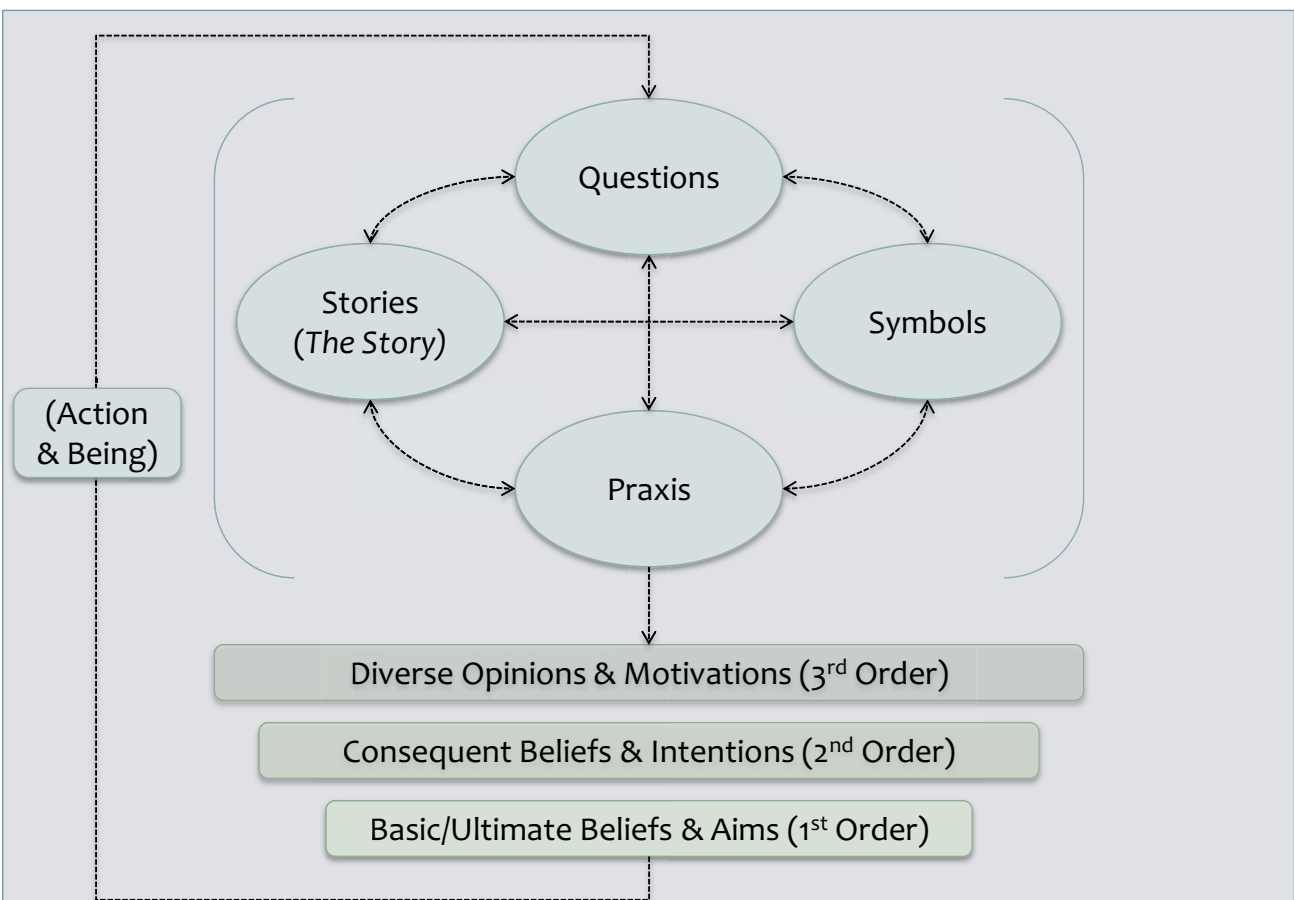 Questions
Stories
(The Story)
Symbols
(Action
& Being)
Praxis
Diverse Opinions & Motivations (3rd Order)
Consequent Beliefs & Intentions (2nd Order)
Basic/Ultimate Beliefs & Aims (1st Order)